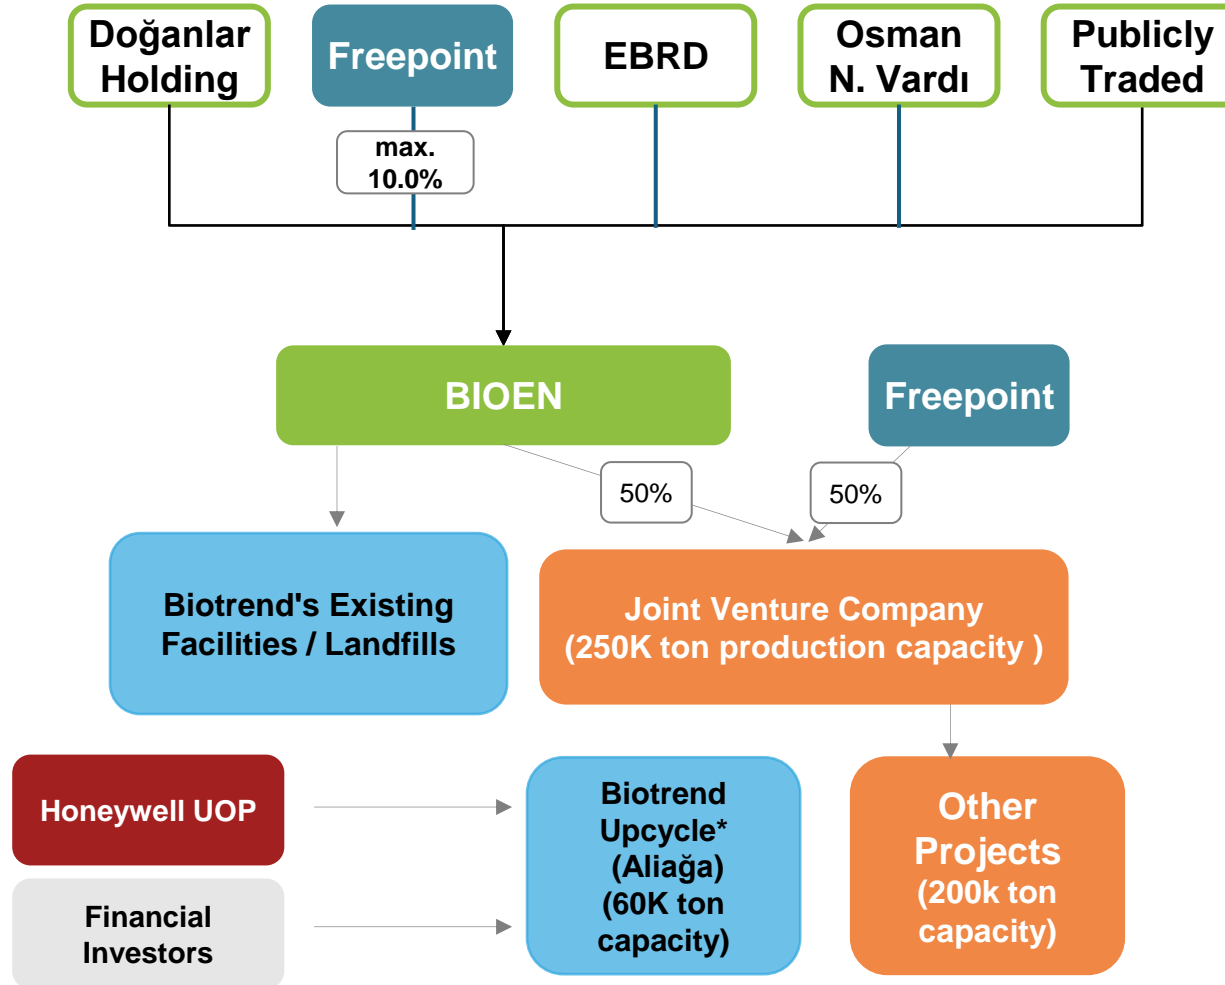 Doğanlar
Holding
Freepoint
EBRD
Osman
N. Vardı
Publicly
Traded
max.
10.0%
BIOEN
Freepoint
50%
50%
Biotrend's Existing
Facilities / Landfills
Joint Venture Company
(250K ton production capacity )
Honeywell UOP
Financial
Investors
Biotrend
Upcycle*
(Aliağa)
(60K ton
capacity)
Other
Projects
(200k ton
capacity)